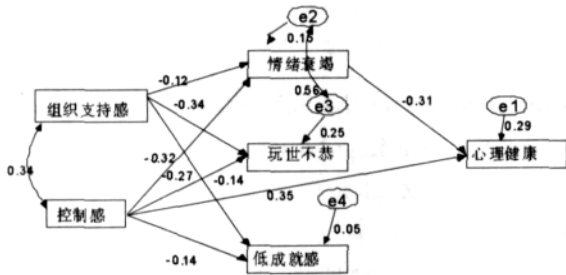 e2
0.15
情绪衰竭
-0.12
0.56
e3
-0.31
e1
组织支持感
-0.34
0.25
0.29
玩世不恭
心理健康
-0.32
-0.27
-0.14
0.34
0.35
e4
控制感
0.05
-0.14
低成就感